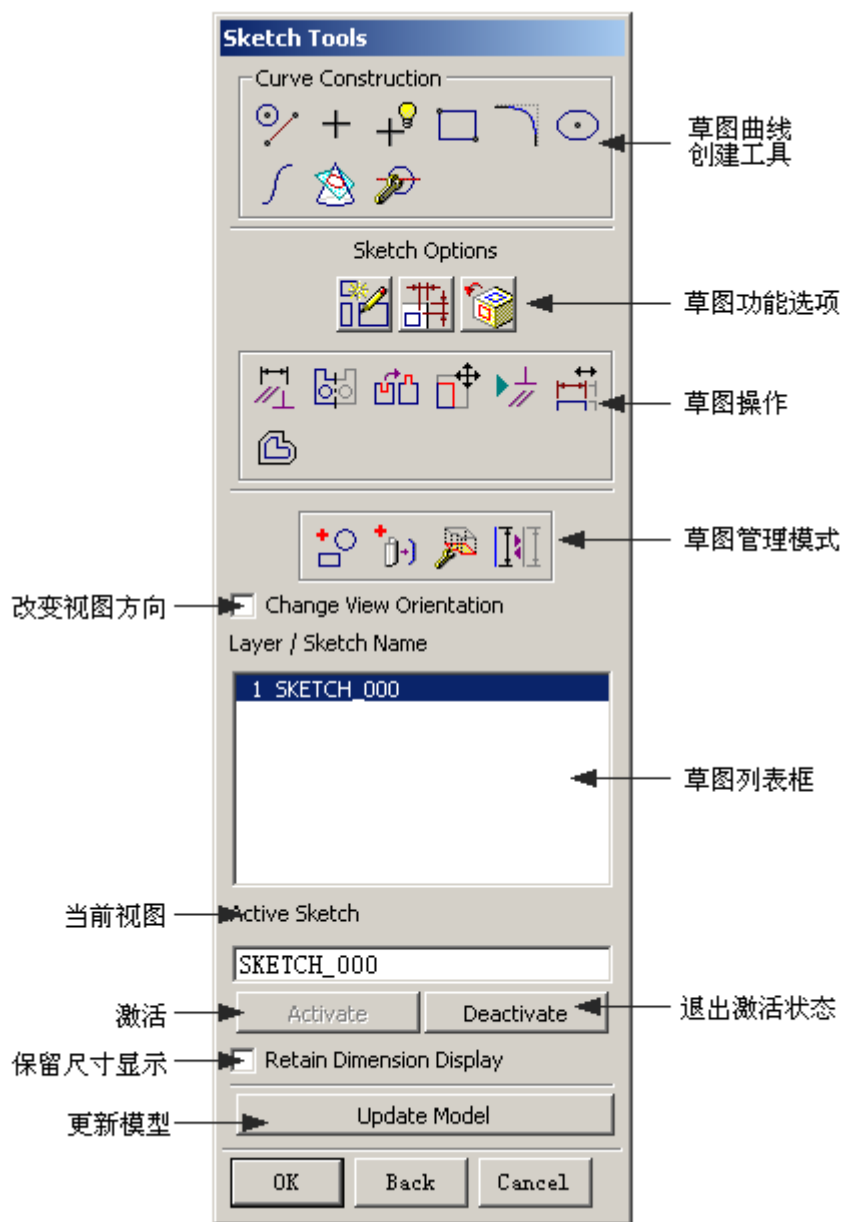 Sketch Tools
Curve Construction
草图曲线
创建工具
Sketch Options
草图功能选项
草图操作
草图管理模式
改变视图方向
Change View Orientation
Layer / Sketch Name
1 SKETCH_000
草图列表框
当前视图
Active Sketch
SKETCH_000
激活
Activate
Deactivate
退出激活状态
保留尺寸显示
Retain Dimension Display
更新模型
Update Model
OK
Back
Cancel